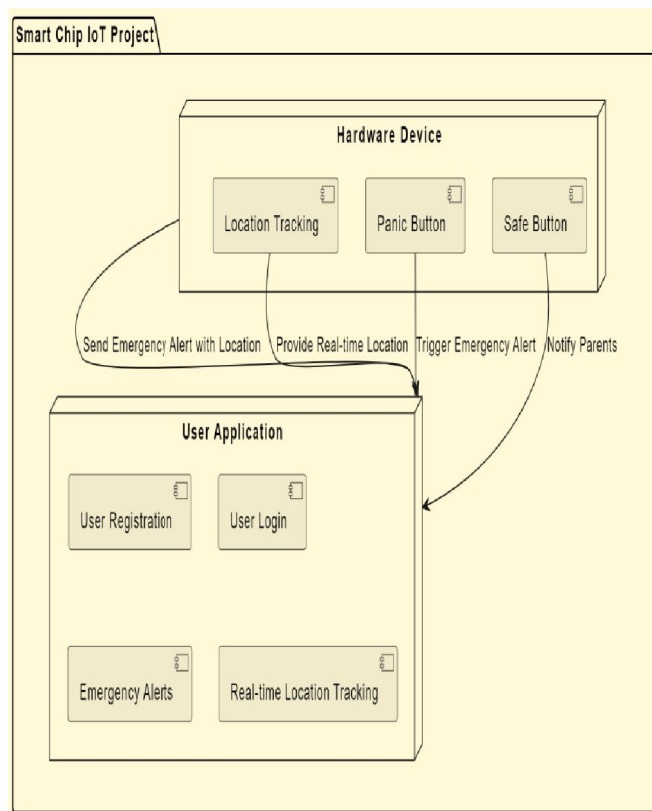 Smart Chip IoT Project
Hardware Device
Location Tracking
Panic Button
Safe Button
Send Emergency Alert with Location
Provide Real-time Location
Trigger Emergency Alert
Notify Parents
User Application
User Registration
User Login
Emergency Alerts
Real-time Location Tracking